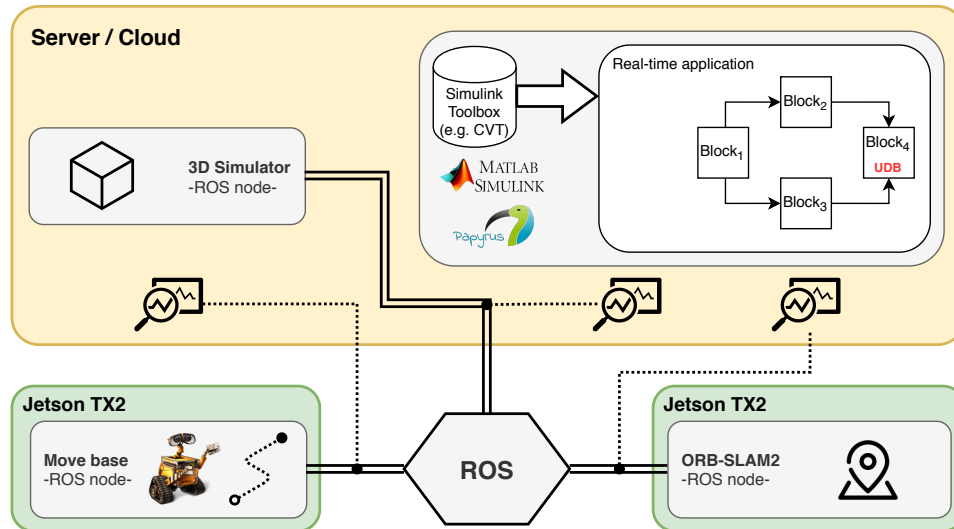 Server / Cloud
Simulink
Toolbox
(e.g. CVT)
MATLAB
SIMULINK
Papyrus
Real-time application
Block1
Block2
Block3
Block4
UDB
3D Simulator
-ROS node-
Jetson TX2
Move base
-ROS node-
ROS
Jetson TX2
ORB-SLAM2
-ROS node-